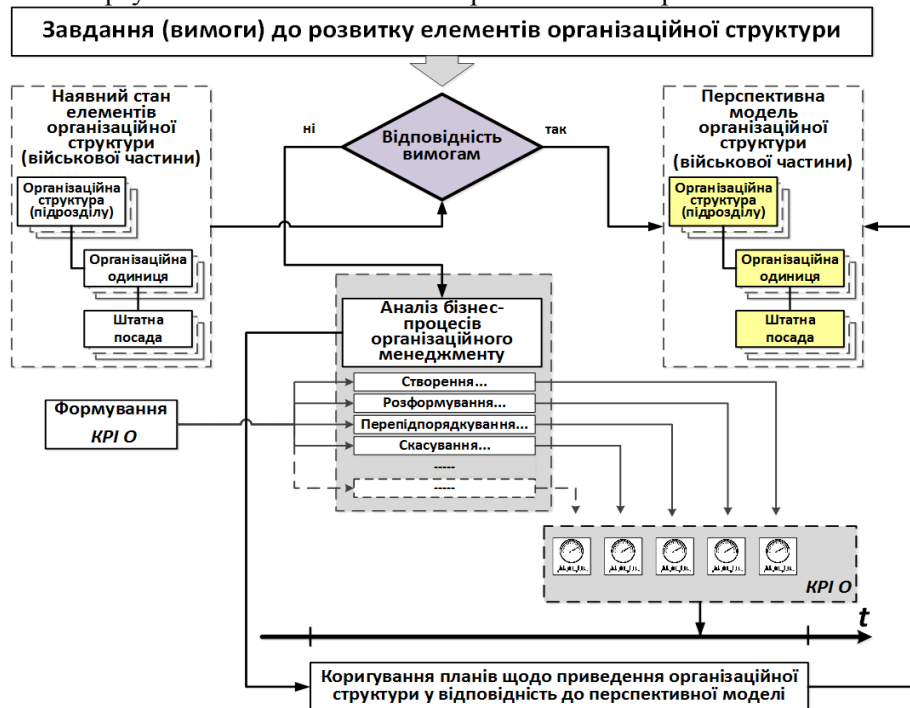 Завдання (вимоги) до розвитку елементів організаційної структури
Наявний стан
елементів
організаційної
структури
(військової частини)
Організаційна
структура
(підрозділу)
Організаційна
одиниця
Штатна
посада
ні
Відповідність
вимогам
так
Перспективна
модель
організаційної
структури
(військової частини)
Організаційна
структура
(підрозділу)
Організаційна
одиниця
Штатна
посада
Аналіз бізнес-
процесів
організаційного
менеджменту
Створення...
Розформування...
Перепідпорядкування...
Скасування...
-----
-----
Формування
КРІ О
КРІ О
t
Коригування планів щодо приведення організаційної
структури у відповідність до перспективної моделі